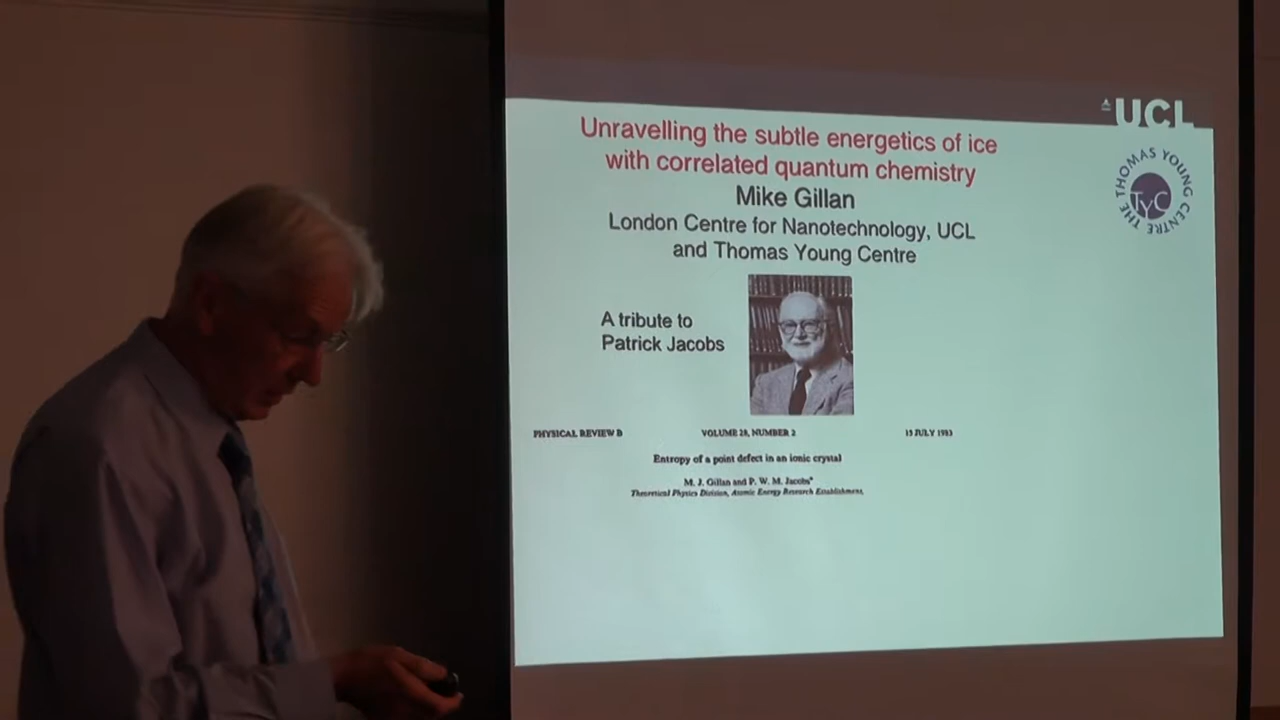 UCL
Unravelling the subtle energetics of ice
with correlated quantum chemistry
Mike Gillan
London Centre for Nanotechnology, UCL
and Thomas Young Centre
THE THOMAS YOUNG CENTRE
TyC
A tribute to
Patrick Jacobs
PHYSICAL REVIEW B VOLUME 28, NUMBER 2 15 JULY 1983
Entropy of a point defect in an ionic crystal
M. J. Gillan and P. W. M. Jacobs*
Theoretical Physics Division, Atomic Energy Research Establishment,